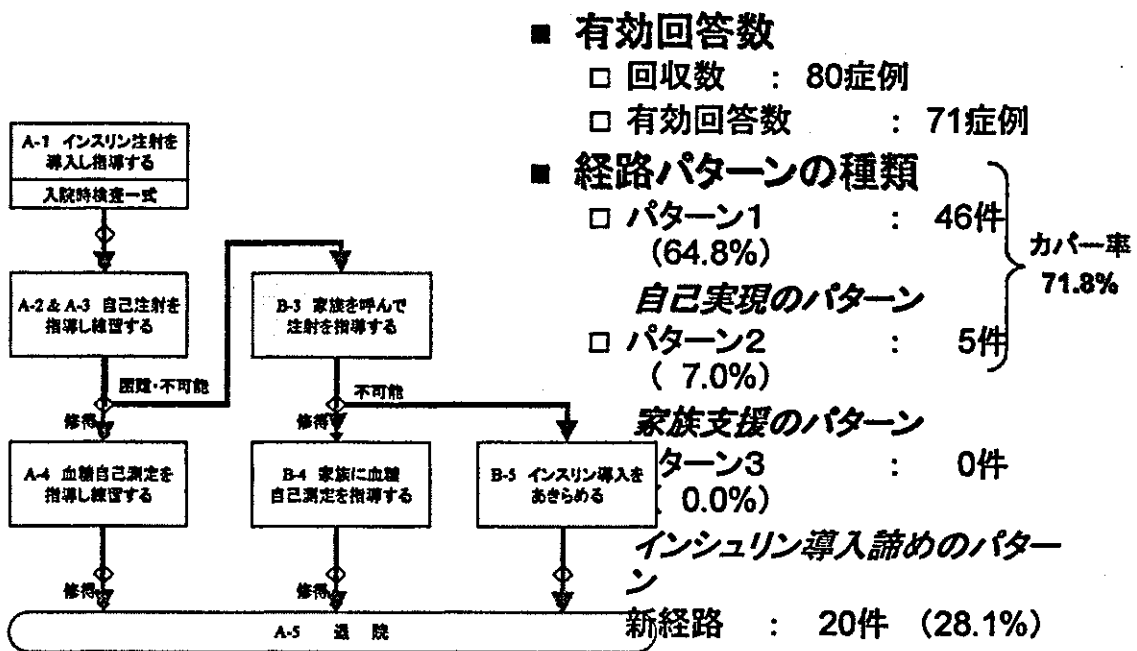 ■ 有効回答数
□ 回収数 : 80症例
□ 有効回答数 : 71症例
■ 経路パターンの種類
□ パターン1 : 46件
(64.8%)
自己実現のパターン
□ パターン2 : 5件
( 7.0%)
家族支援のパターン
ターン3 : 0件
( 0.0%)
インシュリン導入諦めのパター
ン
新経路 : 20件 (28.1%)
カバー率
71.8%
A-1 インスリン注射を
導入し指導する
入院時検査一式
A-2 & A-3 自己注射を
指導し練習する
B-3 家族を呼んで
注射を指導する
困難・不可能
不可能
修得
修得
A-4 血糖自己測定を
指導し練習する
B-4 家族に血糖
自己測定を指導する
B-5 インスリン導入を
あきらめる
修得
修得
A-5 退 院